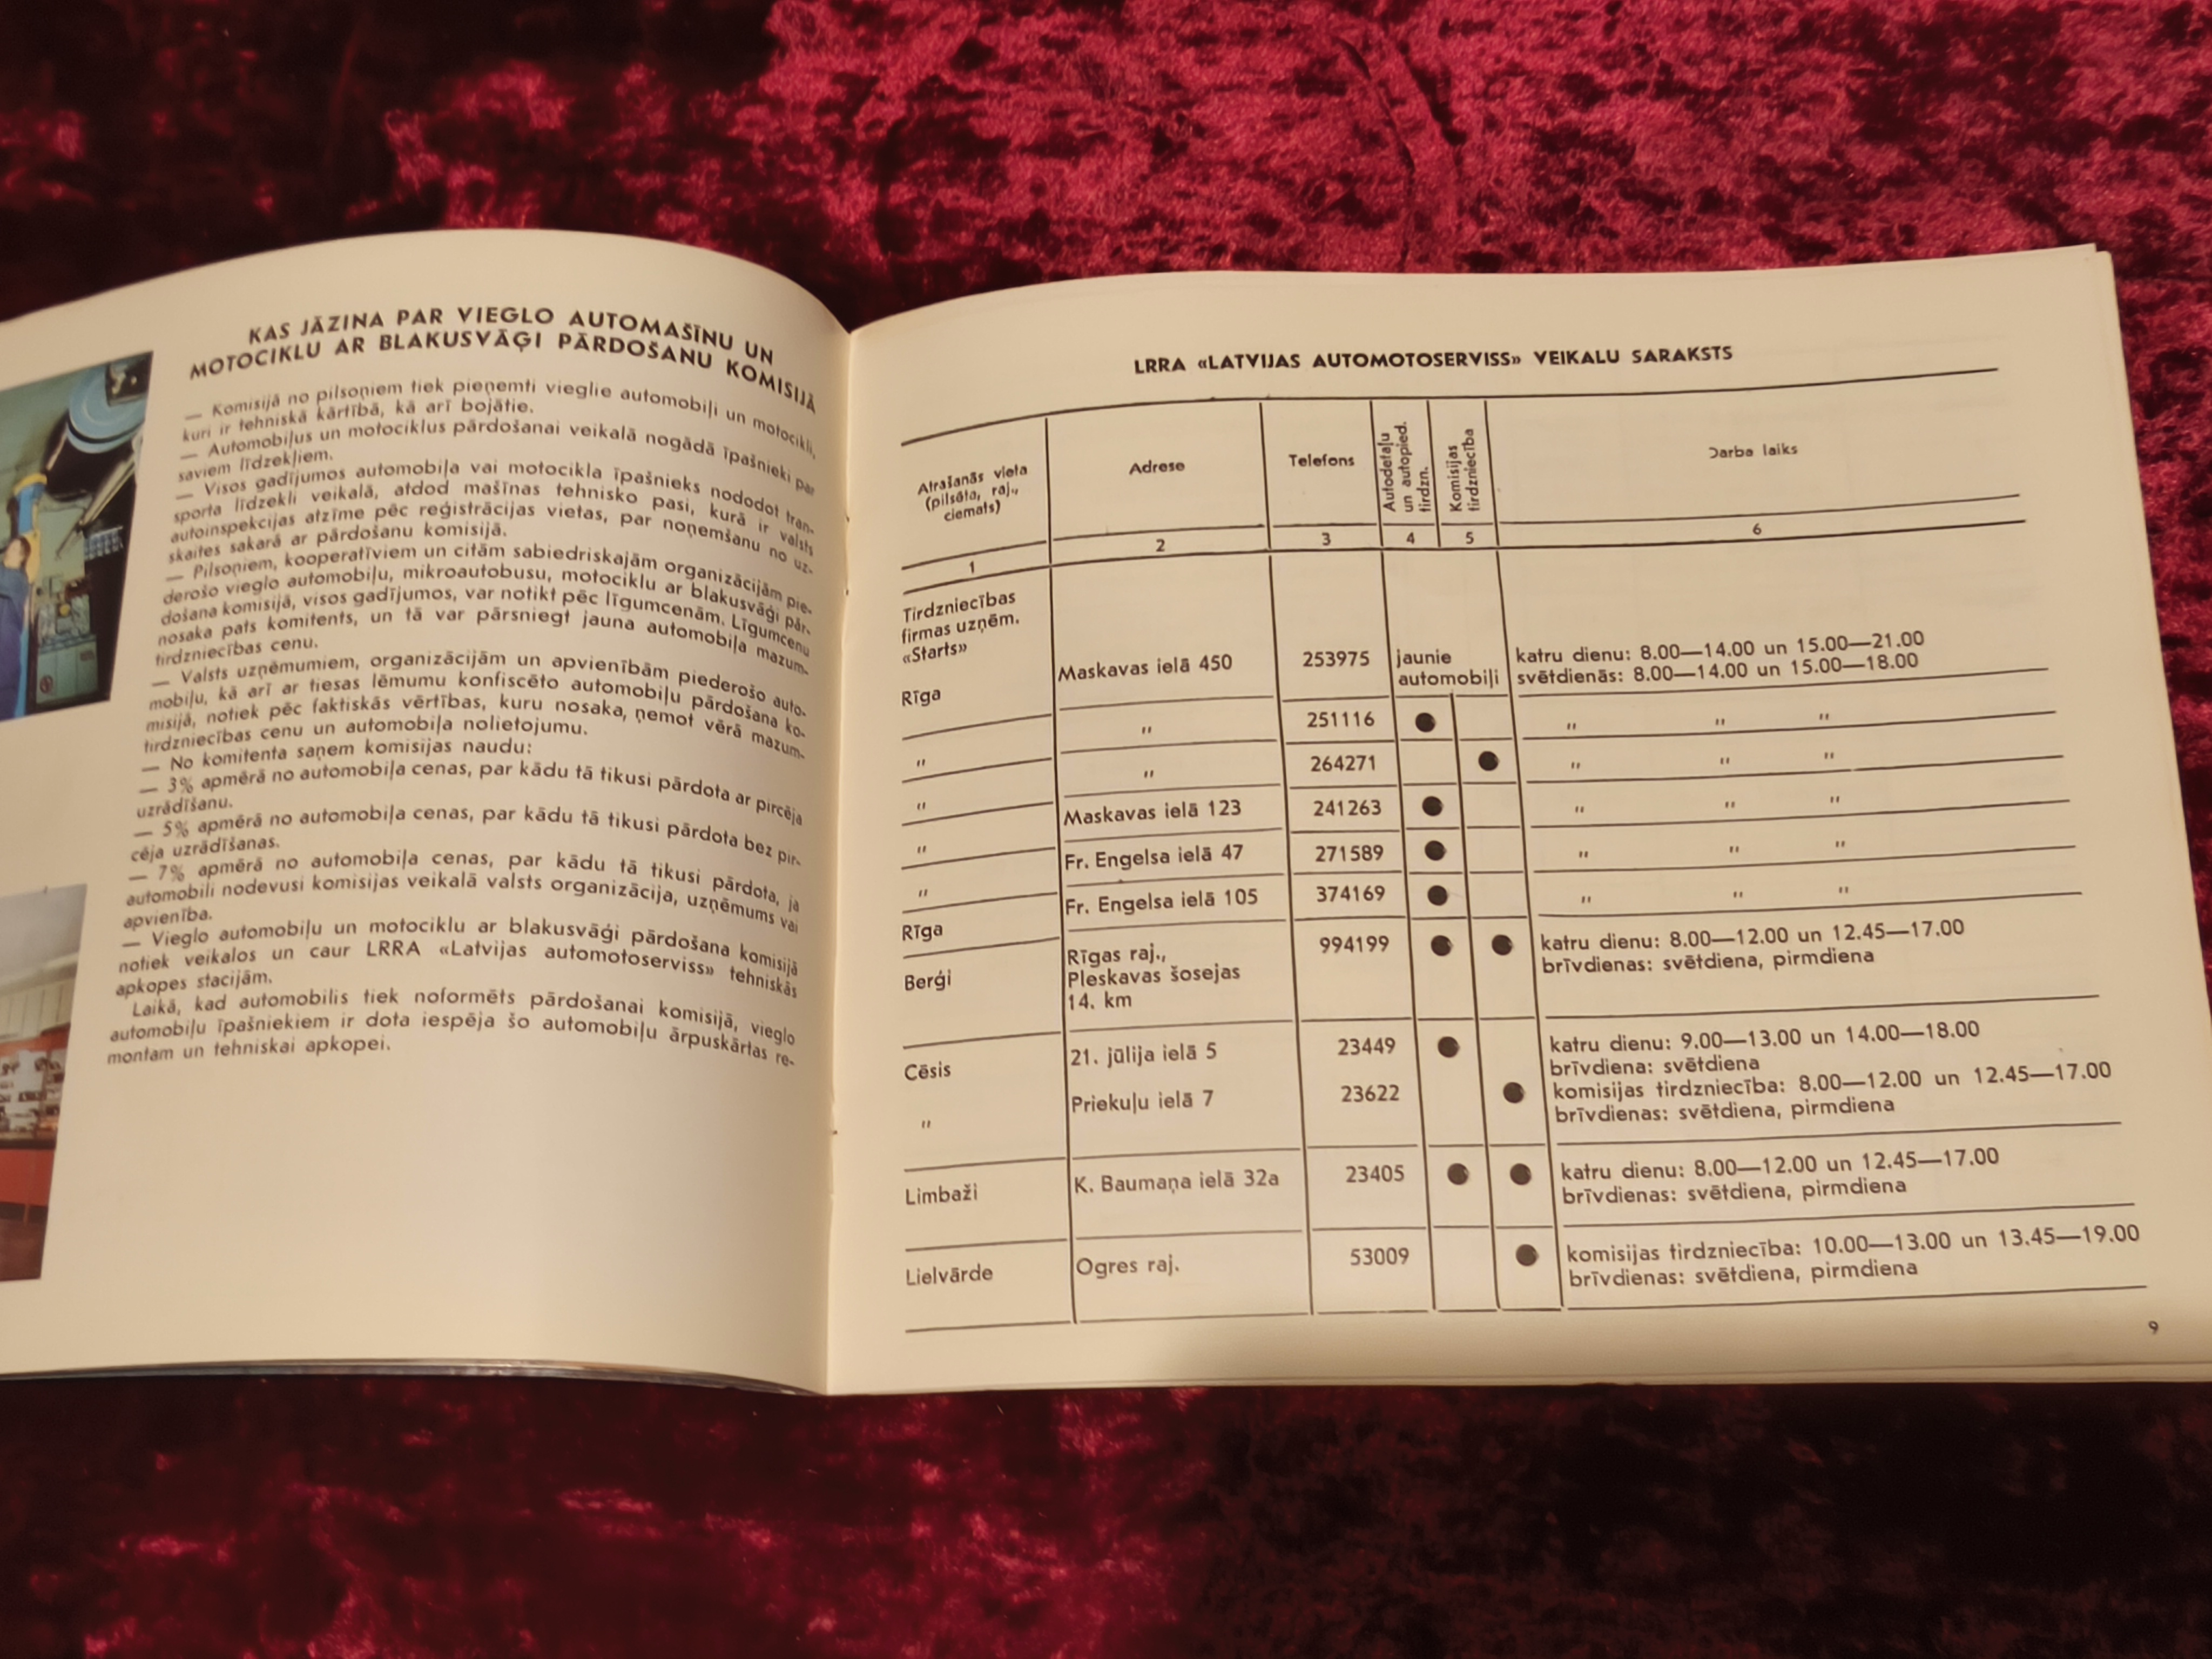 KAS JĀZINA PAR VIEGLO AUTOMAŠĪNU UN
MOTOCIKLU AR BLAKUSVĀĢI PĀRDOŠANU KOMISIJĀ
— Komisijā no pilsoņiem tiek pieņemti vieglie automobiļi un motocikli,
kuri ir tehniskā kārtībā, kā arī bojātie.
— Automobiļus un motociklus pārdošanai veikalā nogādā īpašnieki par
saviem līdzekļiem.
— Visos gadījumos automobiļa vai motocikla īpašnieks nododot tran-
sporta līdzekli veikalā, atdod mašīnas tehnisko pasi, kurā ir valsts
autoinspekcijas atzīme pēc reģistrācijas vietas, par noņemšanu no uz-
skaites sakarā ar pārdošanu komisijā.
— Pilsoņiem, kooperatīviem un citām sabiedriskajām organizācijām pie-
derošo vieglo automobiļu, mikroautobusu, motociklu ar blakusvāģi pār-
došana komisijā, visos gadījumos, var notikt pēc līgumcenām. Līgumcenu
nosaka pats komitents, un tā var pārsniegt jauna automobiļa mazum-
tirdzniecības cenu.
— Valsts uzņēmumiem, organizācijām un apvienībām piederošo auto-
mobiļu, kā arī ar tiesas lēmumu konfiscēto automobiļu pārdošana ko-
misijā, notiek pēc faktiskās vērtības, kuru nosaka, ņemot vērā mazum-
tirdzniecības cenu un automobiļa nolietojumu.
— No komitenta saņem komisijas naudu:
— 3% apmērā no automobiļa cenas, par kādu tā tikusi pārdota ar pircēja
uzrādīšanu.
— 5% apmērā no automobiļa cenas, par kādu tā tikusi pārdota bez pir-
cēja uzrādīšanas.
— 7% apmērā no automobiļa cenas, par kādu tā tikusi pārdota, ja
automobili nodevusi komisijas veikalā valsts organizācija, uzņēmums vai
apvienība.
— Vieglo automobiļu un motociklu ar blakusvāģi pārdošana komisijā
notiek veikalos un caur LRRA «Latvijas automotoserviss» tehniskās
apkopes stacijām.
Laikā, kad automobilis tiek noformēts pārdošanai komisijā, vieglo
automobiļu īpašniekiem ir dota iespēja šo automobiļu ārpuskārtas re-
montam un tehniskai apkopei.
LRRA «LATVIJAS AUTOMOTOSERVISS» VEIKALU SARAKSTS
Atrašanās vieta
(pilsēta, raj.,
ciemats)
Adrese
Telefons
Autodetaļu
un autopied.
tirdzn.
Komisijas
tirdzniecība
Darba laiks
1 2 3 4 5 6
Tirdzniecības
firmas uzņēm.
«Starts»
Rīga Maskavas ielā 450 253975 jaunie automobiļi katru dienu: 8.00—14.00 un 15.00—21.00
svētdienās: 8.00—14.00 un 15.00—18.00
" " 251116 ● " " "
" " 264271 ● " " "
" Maskavas ielā 123 241263 ● " " "
" Fr. Engelsa ielā 47 271589 ● " " "
Rīga Fr. Engelsa ielā 105 374169 ● " " "
Berģi Rīgas raj., 994199 ● ● katru dienu: 8.00—12.00 un 12.45—17.00
Pleskavas šosejas brīvdienas: svētdiena, pirmdiena
14. km
Cēsis 21. jūlija ielā 5 23449 ● katru dienu: 9.00—13.00 un 14.00—18.00
brīvdiena: svētdiena
" Priekuļu ielā 7 23622 ● komisijas tirdzniecība: 8.00—12.00 un 12.45—17.00
brīvdienas: svētdiena, pirmdiena
Limbaži K. Baumaņa ielā 32a 23405 ● ● katru dienu: 8.00—12.00 un 12.45—17.00
brīvdienas: svētdiena, pirmdiena
Lielvārde Ogres raj. 53009 ● komisijas tirdzniecība: 10.00—13.00 un 13.45—19.00
brīvdienas: svētdiena, pirmdiena
9